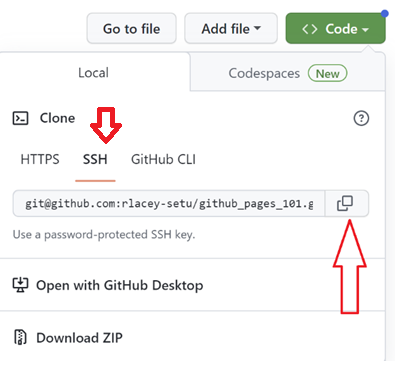 Go to file Add file Code
Local Codespaces New
Clone
HTTPS SSH GitHub CLI
git@github.com:rlacey-setu/github_pages_101.g
Use a password-protected SSH key.
Open with GitHub Desktop
Download ZIP